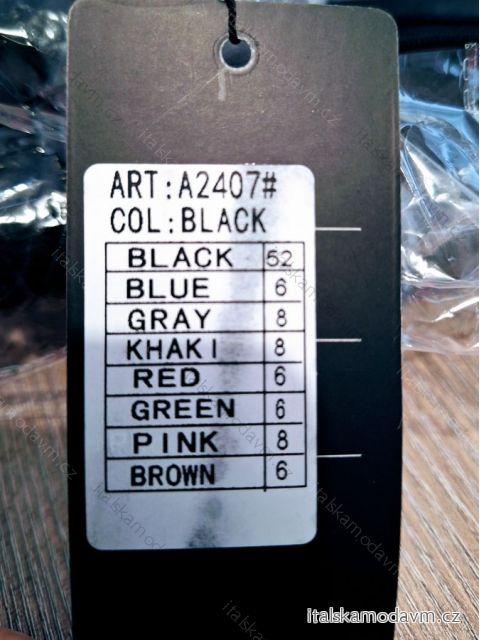 ART:A2407#
COL:BLACK
BLACK 52
BLUE 6
GRAY 8
KHAKI 8
RED 6
GREEN 6
PINK 8
BROWN 6
italskamodavm.cz